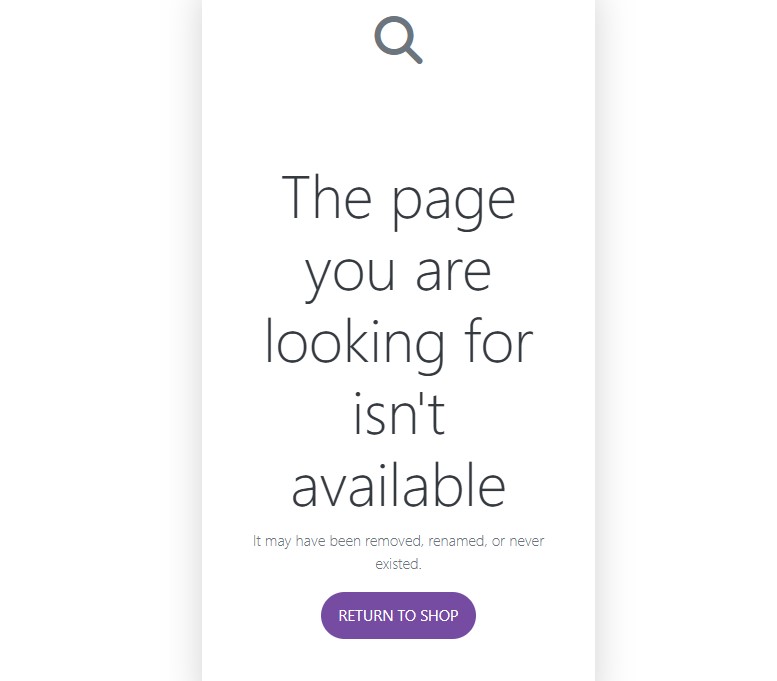 The page
you are
looking for
isn't
available
It may have been removed, renamed, or never
existed.
RETURN TO SHOP